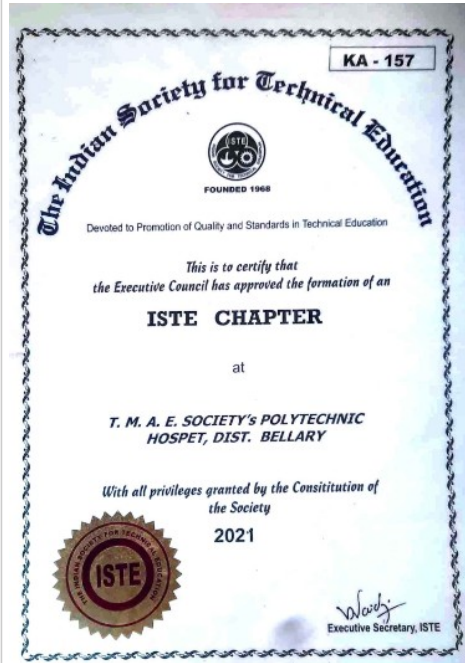 KA - 157
The Indian Society for Technical Education
ISTE
FOUNDED 1968
Devoted to Promotion of Quality and Standards in Technical Education
This is to certify that
the Executive Council has approved the formation of an
ISTE CHAPTER
at
T. M. A. E. SOCIETY's POLYTECHNIC
HOSPET, DIST. BELLARY
With all privileges granted by the Consititution of
the Society
2021
THE INDIAN SOCIETY FOR TECHNICAL EDUCATION
ISTE
Executive Secretary, ISTE